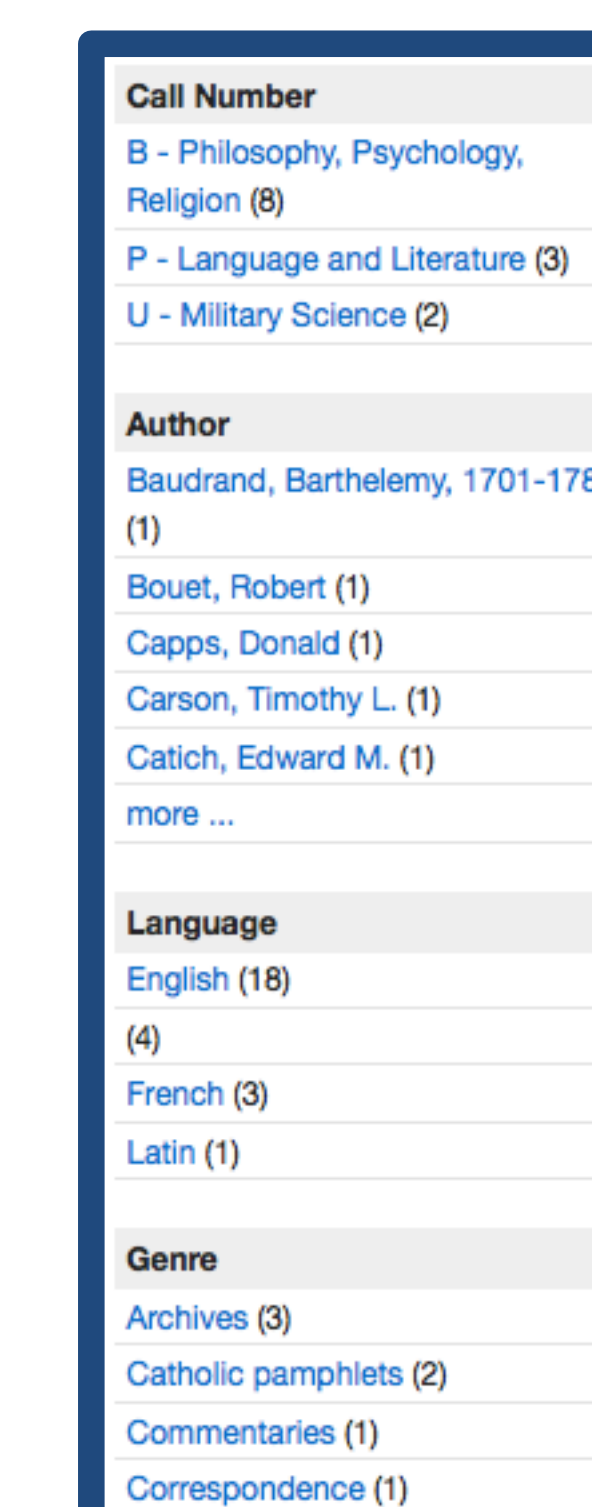 Call Number
B - Philosophy, Psychology,
Religion (8)
P - Language and Literature (3)
U - Military Science (2)
Author
Baudrand, Barthelemy, 1701-178
(1)
Bouet, Robert (1)
Capps, Donald (1)
Carson, Timothy L. (1)
Catich, Edward M. (1)
more ...
Language
English (18)
(4)
French (3)
Latin (1)
Genre
Archives (3)
Catholic pamphlets (2)
Commentaries (1)
Correspondence (1)